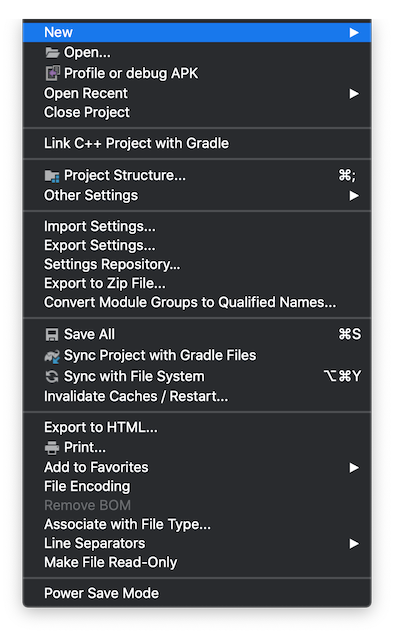 New ▶
Open...
Profile or debug APK
Open Recent ▶
Close Project
Link C++ Project with Gradle
Project Structure... ⌘;
Other Settings ▶
Import Settings...
Export Settings...
Settings Repository...
Export to Zip File...
Convert Module Groups to Qualified Names...
Save All ⌘S
Sync Project with Gradle Files
Sync with File System ⌥⌘Y
Invalidate Caches / Restart...
Export to HTML...
Print...
Add to Favorites ▶
File Encoding
Remove BOM
Associate with File Type...
Line Separators ▶
Make File Read-Only
Power Save Mode